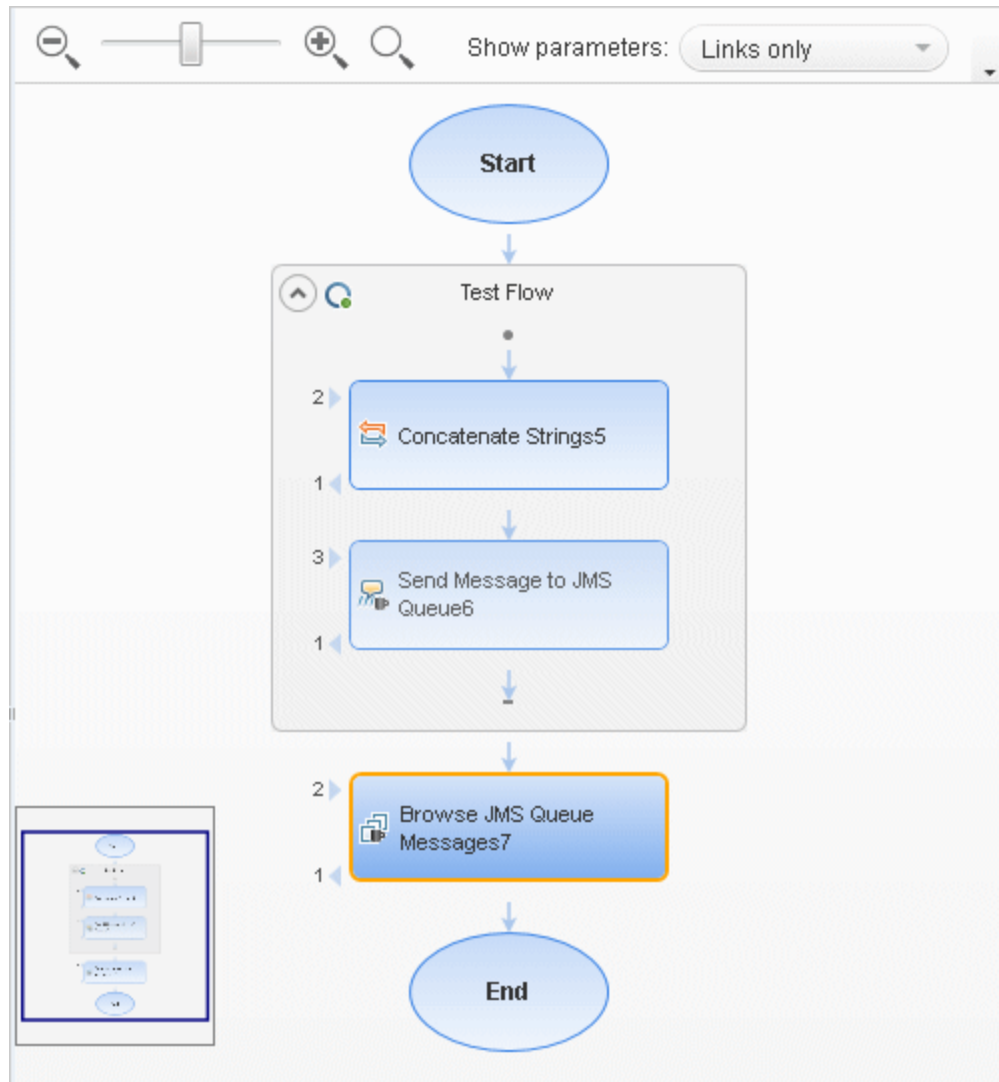 Show parameters: Links only
Start
Test Flow
2
Concatenate Strings5
1
3
Send Message to JMS
Queue6
1
2
Browse JMS Queue
Messages7
1
End